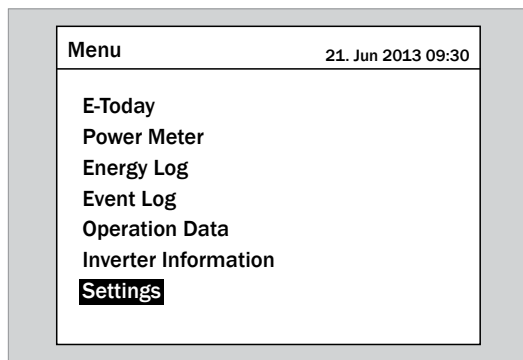 Menu 21. Jun 2013 09:30
E-Today
Power Meter
Energy Log
Event Log
Operation Data
Inverter Information
Settings